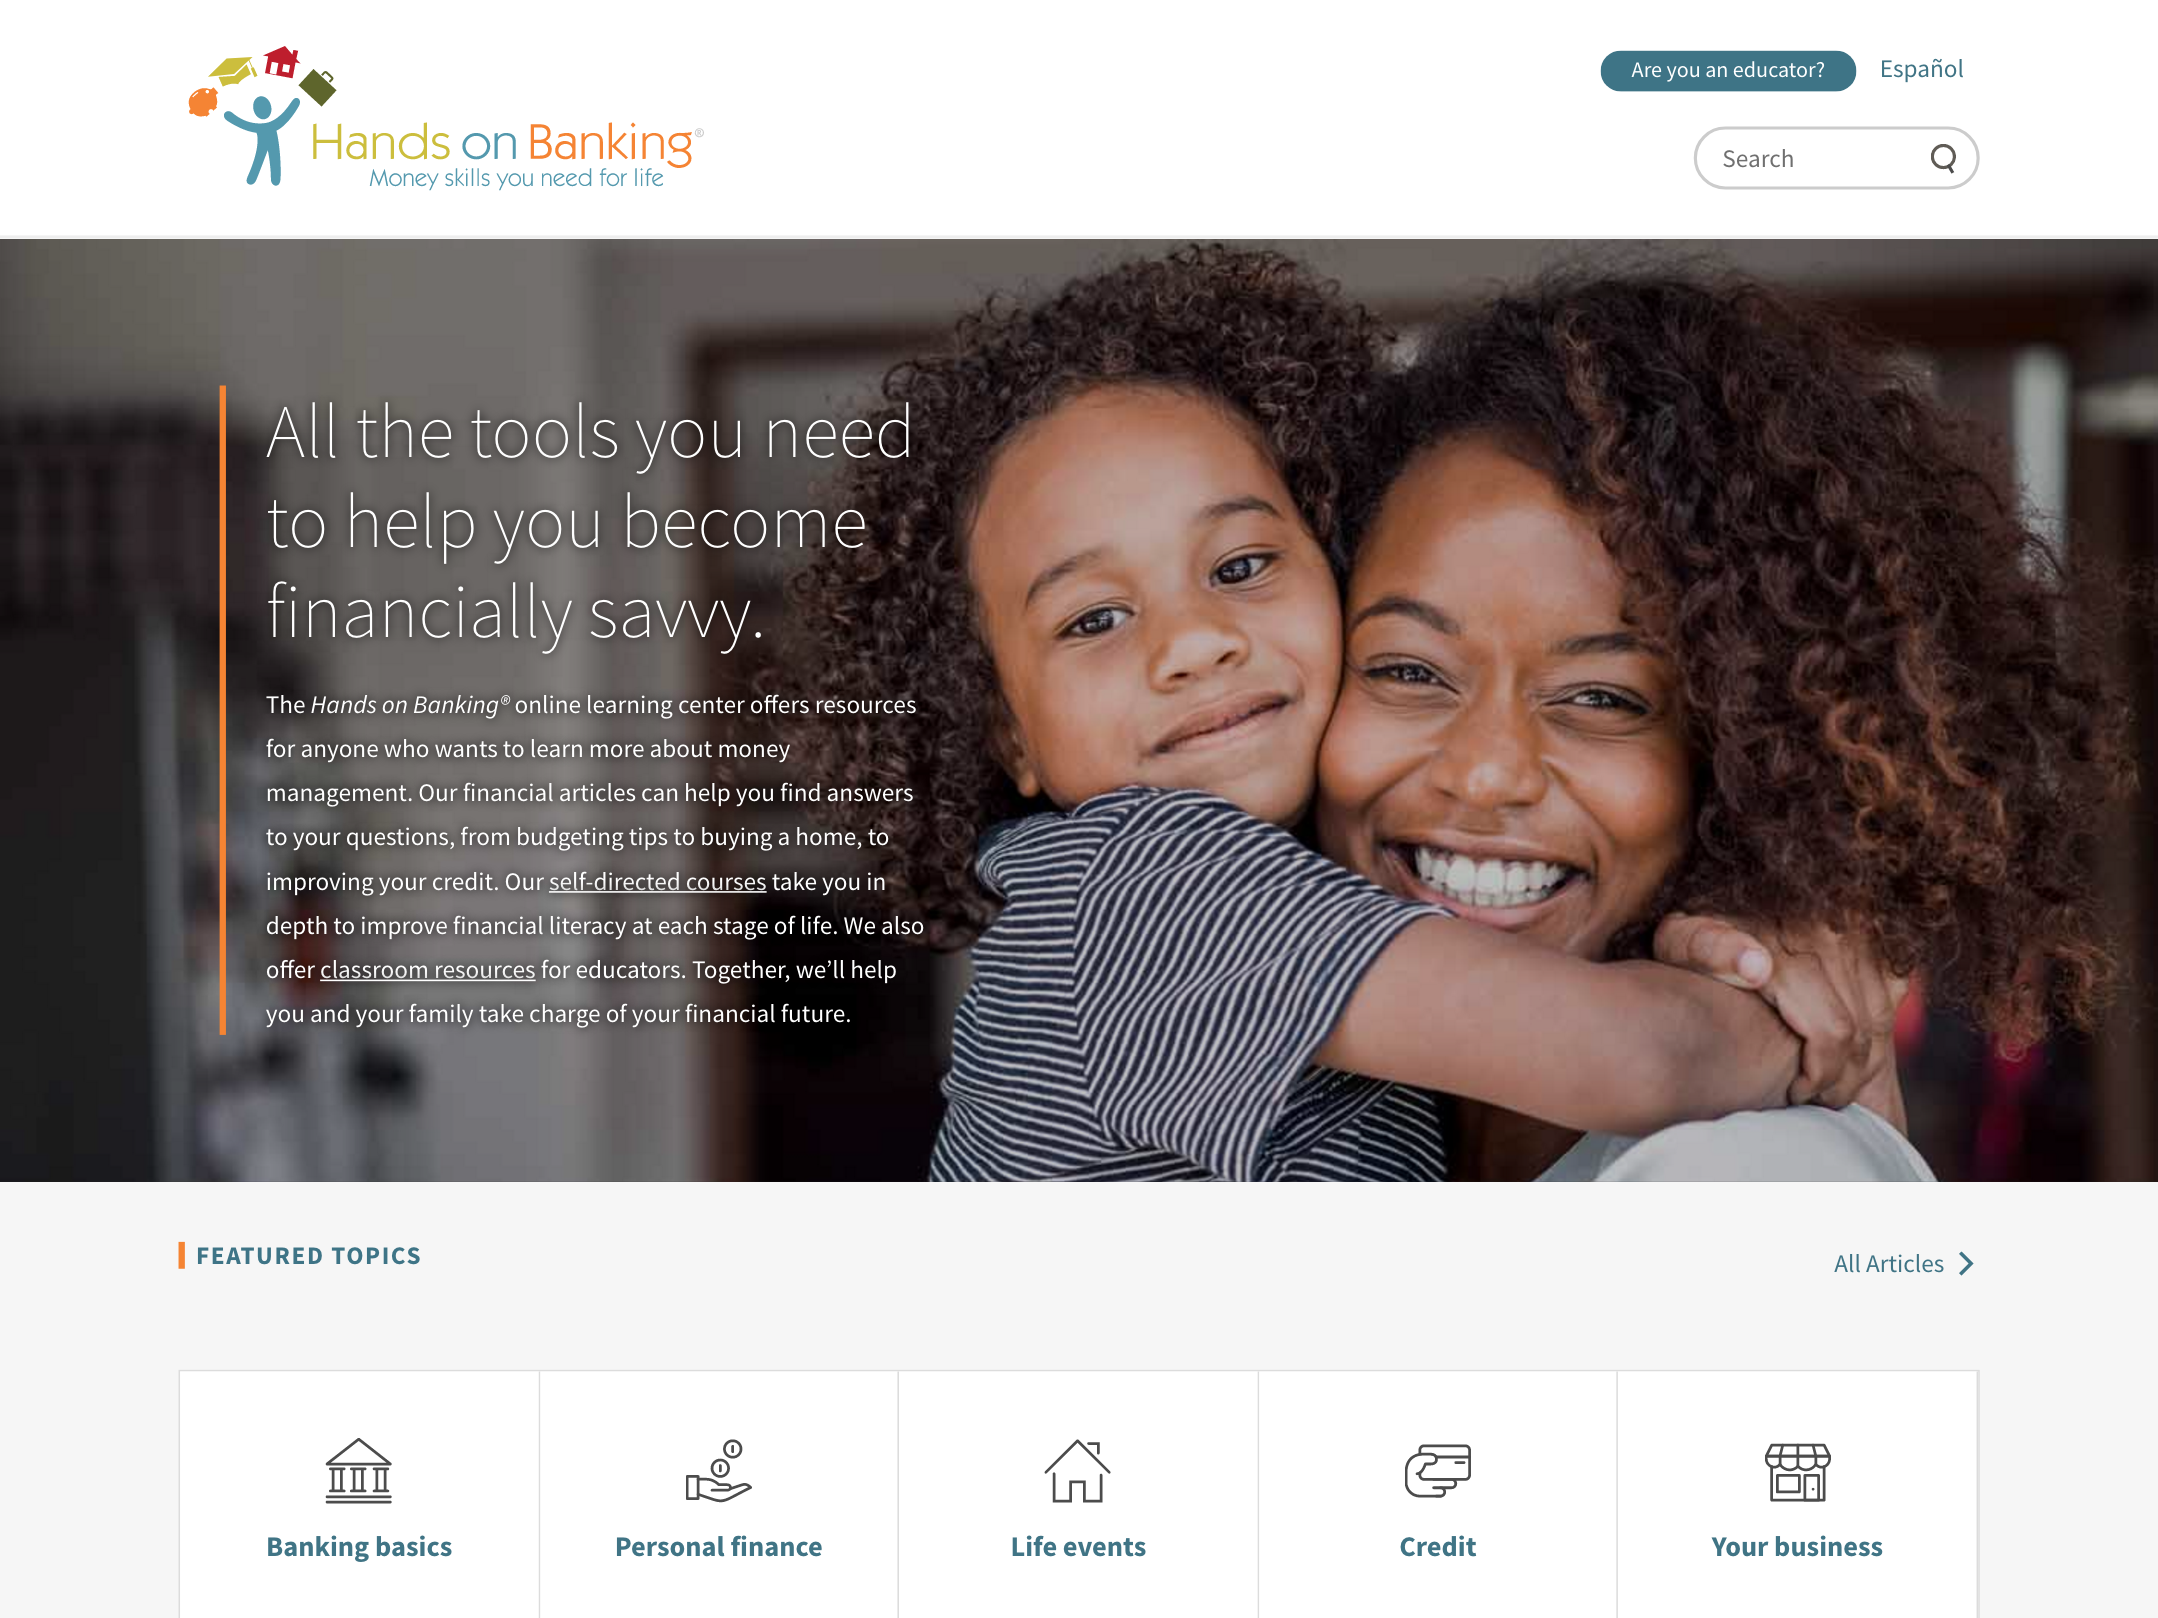 Hands on Banking®
Money skills you need for life
Are you an educator?
Español
Search
All the tools you need
to help you become
financially savvy.
The Hands on Banking® online learning center offers resources
for anyone who wants to learn more about money
management. Our financial articles can help you find answers
to your questions, from budgeting tips to buying a home, to
improving your credit. Our self-directed courses take you in
depth to improve financial literacy at each stage of life. We also
offer classroom resources for educators. Together, we’ll help
you and your family take charge of your financial future.
FEATURED TOPICS
All Articles
Banking basics
Personal finance
Life events
Credit
Your business